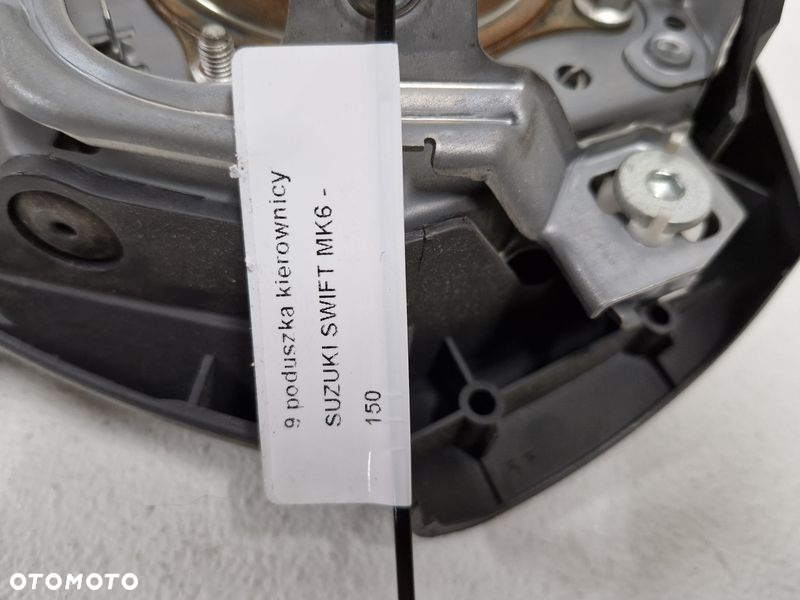 9 poduszka kierownicy
SUZUKI SWIFT MK6 -
150
OTOMOTO